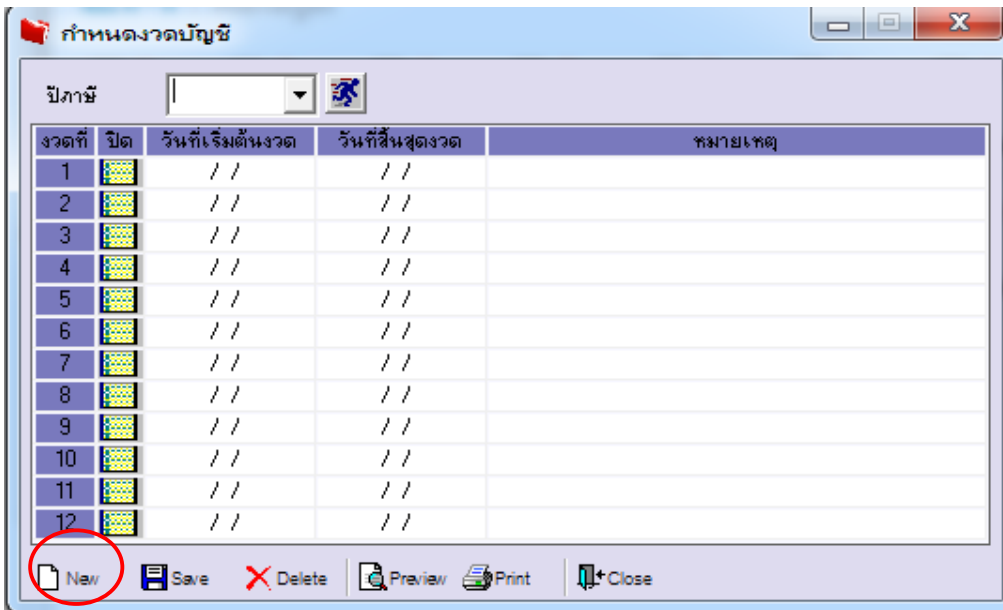 กำหนดงวดบัญชี
ปีภาษี
งวดที่ ปิด วันที่เริ่มต้นงวด วันที่สิ้นสุดงวด หมายเหตุ
1 / / / /
2 / / / /
3 / / / /
4 / / / /
5 / / / /
6 / / / /
7 / / / /
8 / / / /
9 / / / /
10 / / / /
11 / / / /
12 / / / /
New Save Delete Preview Print Close